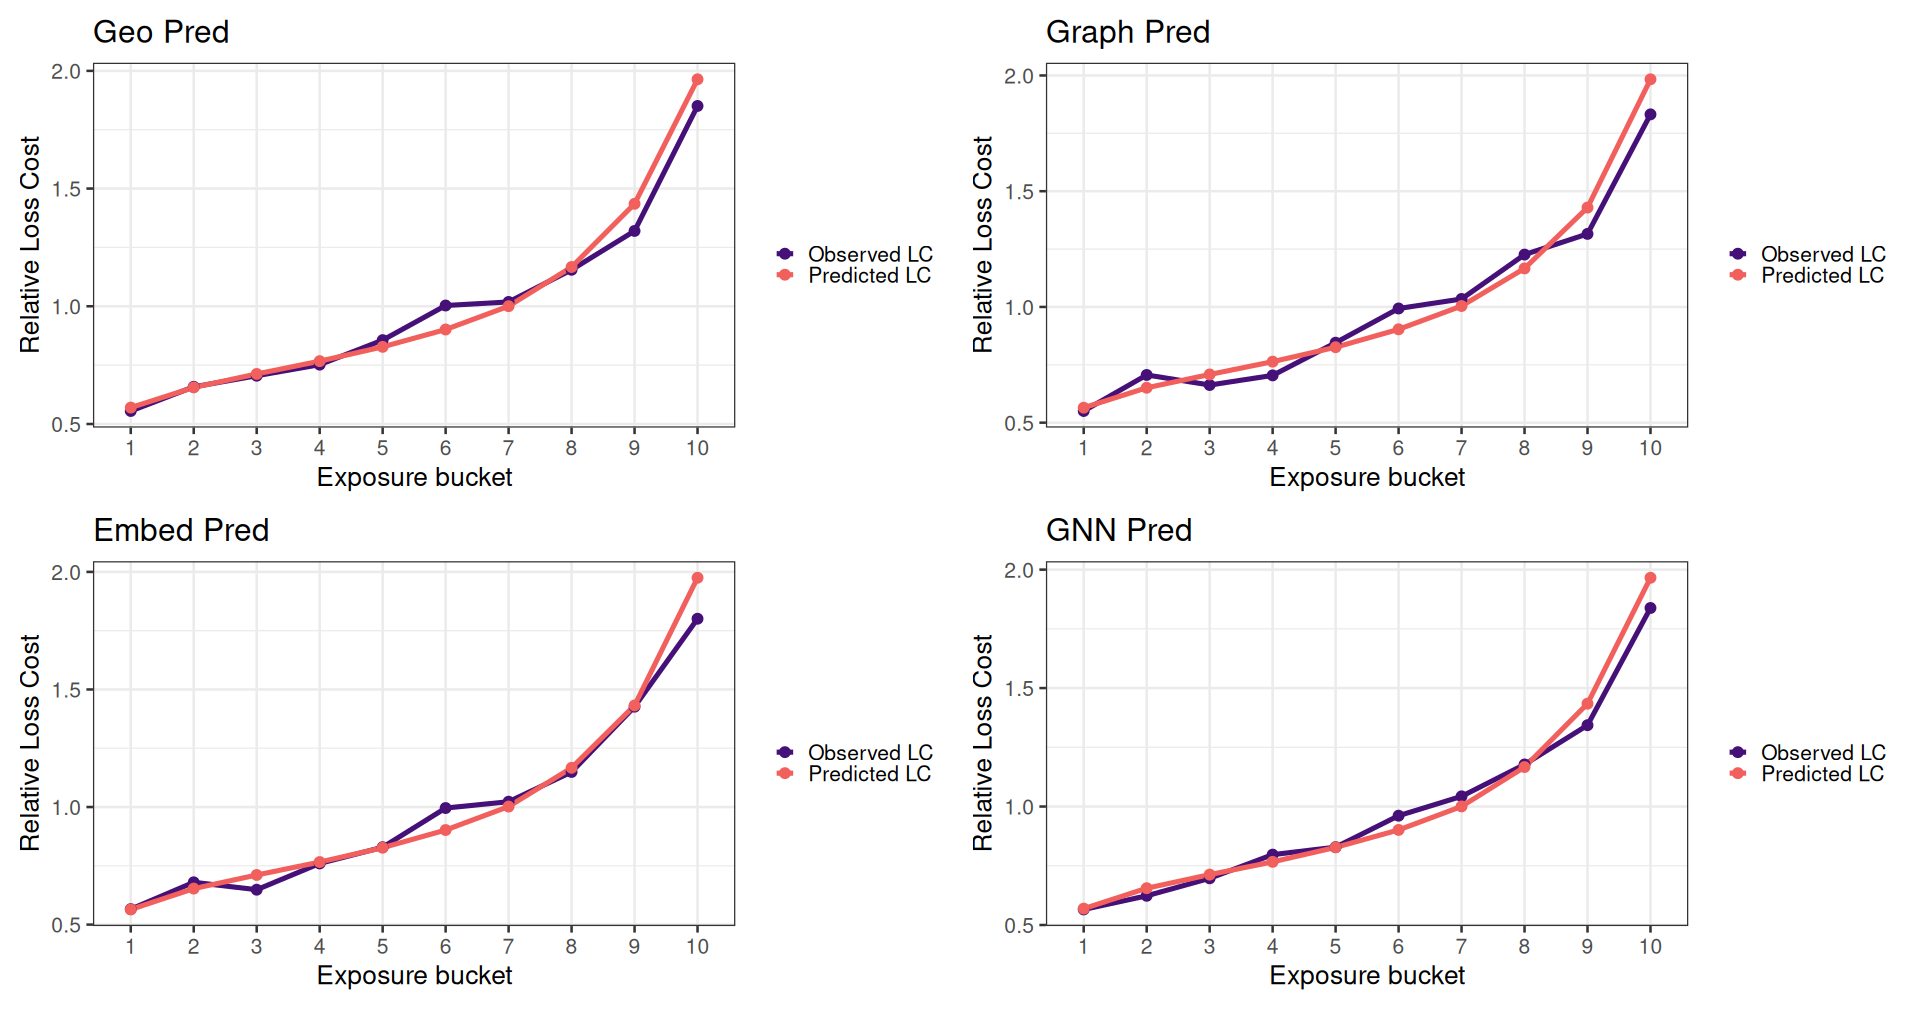 Geo Pred
2.0
1.5
1.0
0.5
Relative Loss Cost
1 2 3 4 5 6 7 8 9 10
Exposure bucket
Observed LC
Predicted LC
Graph Pred
2.0
1.5
1.0
0.5
Relative Loss Cost
1 2 3 4 5 6 7 8 9 10
Exposure bucket
Observed LC
Predicted LC
Embed Pred
2.0
1.5
1.0
0.5
Relative Loss Cost
1 2 3 4 5 6 7 8 9 10
Exposure bucket
Observed LC
Predicted LC
GNN Pred
2.0
1.5
1.0
0.5
Relative Loss Cost
1 2 3 4 5 6 7 8 9 10
Exposure bucket
Observed LC
Predicted LC